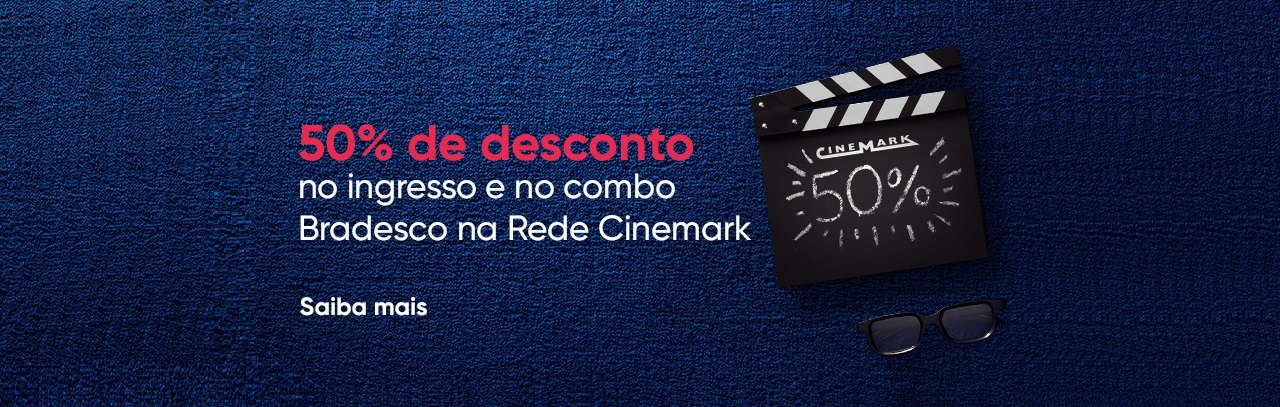 50% de desconto
no ingresso e no combo
Bradesco na Rede Cinemark
Saiba mais
CINEMARK
50%